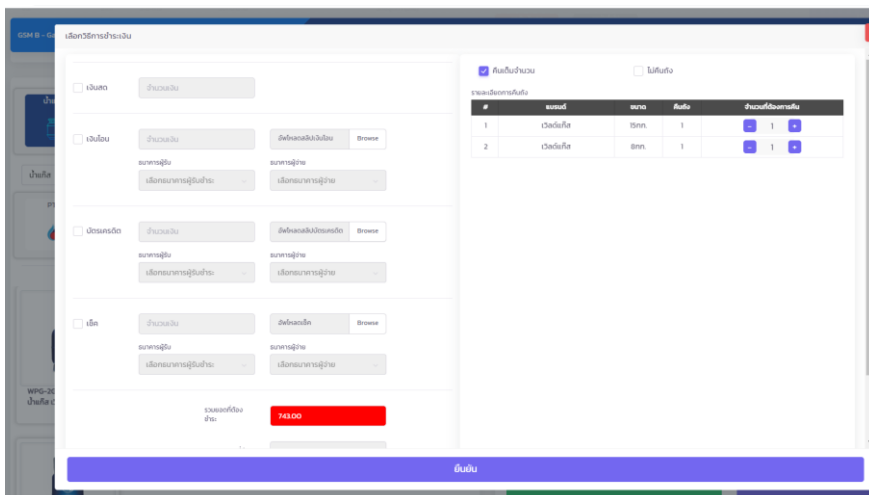 GSM B - Ga
เลือกวิธีการชำระเงิน
เงินสด
จำนวนเงิน
เงินโอน
จำนวนเงิน
อัพโหลดสลิปเงินโอน Browse
ธนาคารผู้รับ
ธนาคารผู้จ่าย
เลือกธนาคารผู้รับชำระ
เลือกธนาคารผู้จ่าย
บัตรเครดิต
จำนวนเงิน
อัพโหลดสลิปบัตรเครดิต Browse
ธนาคารผู้รับ
ธนาคารผู้จ่าย
เลือกธนาคารผู้รับชำระ
เลือกธนาคารผู้จ่าย
เช็ค
จำนวนเงิน
อัพโหลดเช็ค Browse
ธนาคารผู้รับ
ธนาคารผู้จ่าย
เลือกธนาคารผู้รับชำระ
เลือกธนาคารผู้จ่าย
รวมยอดที่ต้อง
ชำระ
743.00
คืนเต็มจำนวน
ไม่คืนถัง
รายละเอียดการคืนถัง
# แบรนด์ ขนาด คืนถัง จำนวนที่ต้องการคืน
1 เวิลด์แก๊ส 15กก. 1 - 1 +
2 เวิลด์แก๊ส 8กก. 1 - 1 +
น้ำแก๊ส
WPG-20
น้ำแก๊ส
ยืนยัน